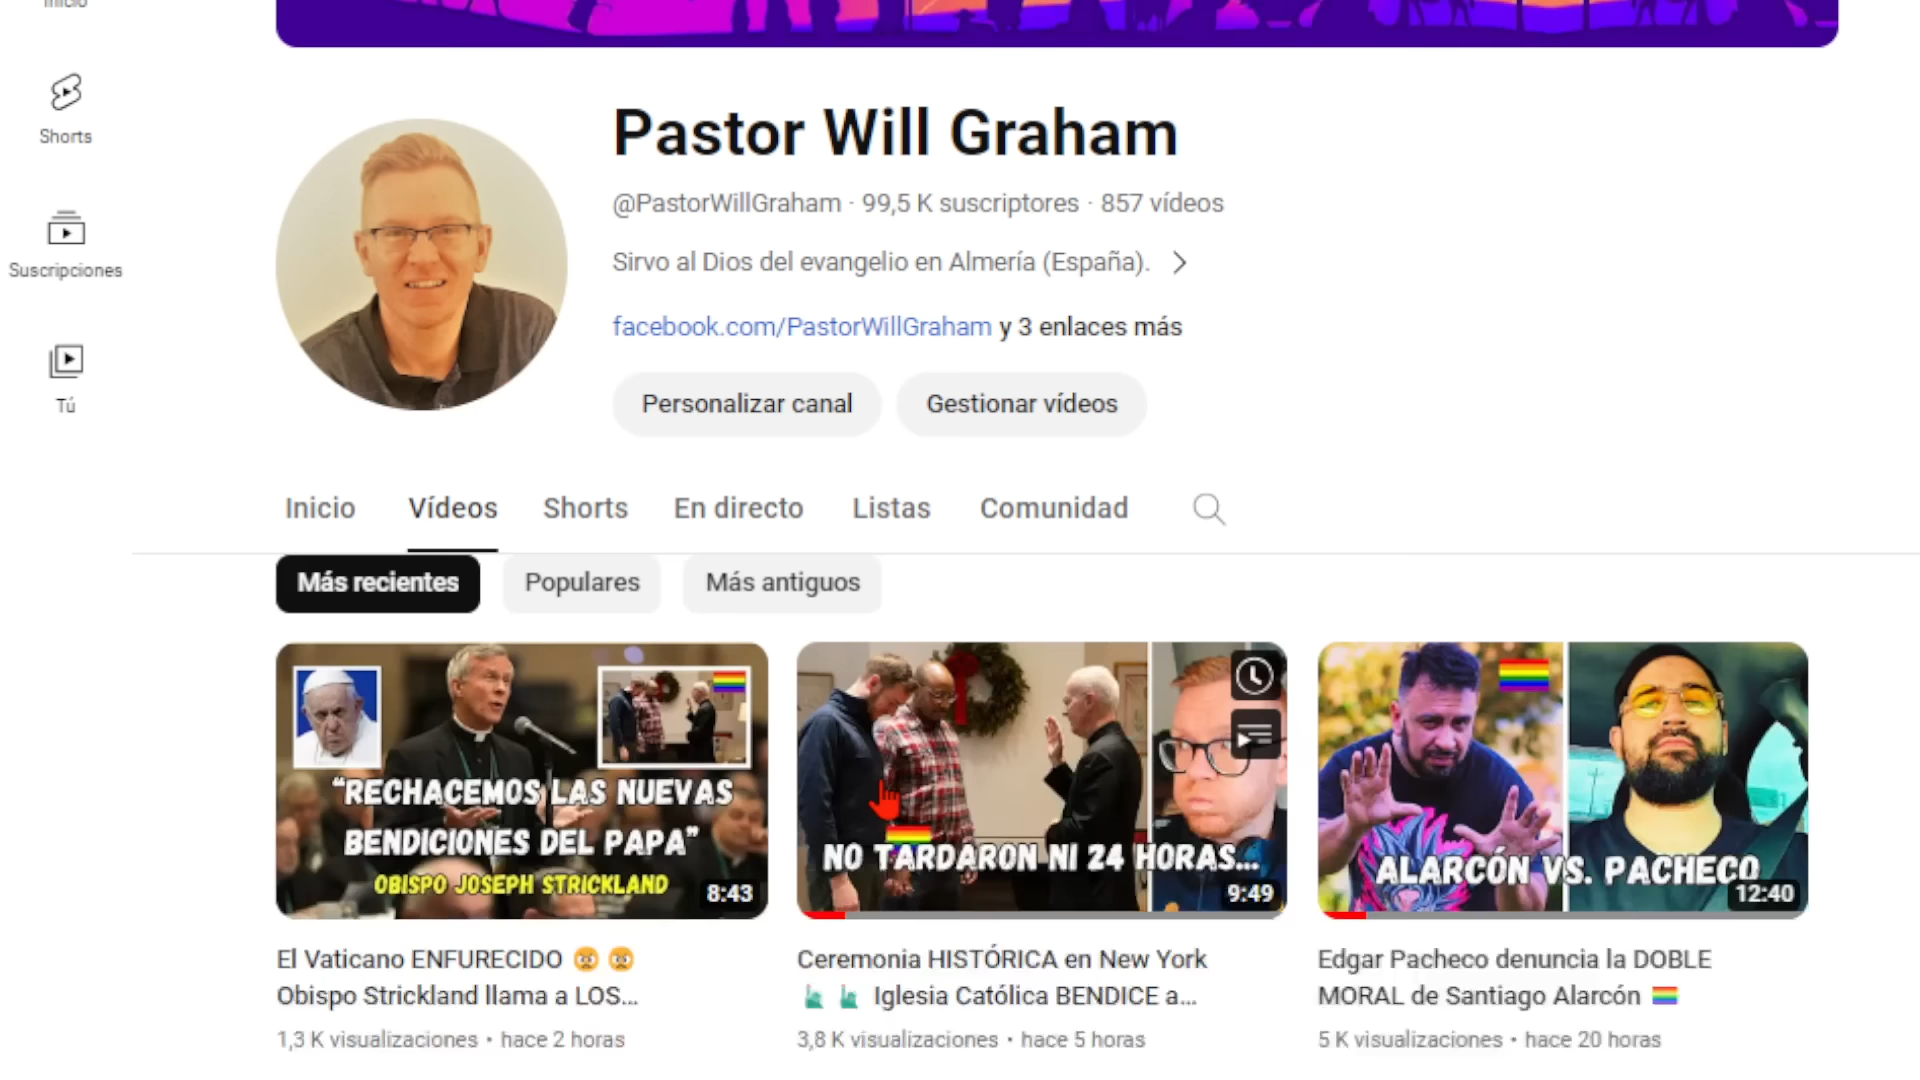 Inicio
Shorts
Suscripciones
Tú
Pastor Will Graham
@PastorWillGraham · 99,5 K suscriptores · 857 vídeos
Sirvo al Dios del evangelio en Almería (España).
facebook.com/PastorWillGraham y 3 enlaces más
Personalizar canal
Gestionar vídeos
Inicio
Vídeos
Shorts
En directo
Listas
Comunidad
Más recientes
Populares
Más antiguos
“RECHACEMOS LAS NUEVAS
BENDICIONES DEL PAPA”
OBISPO JOSEPH STRICKLAND
8:43
El Vaticano ENFURECIDO
Obispo Strickland llama a LOS...
1,3 K visualizaciones • hace 2 horas
NO TARDARON NI 24 HORAS...
9:49
Ceremonia HISTÓRICA en New York
Iglesia Católica BENDICE a...
3,8 K visualizaciones • hace 5 horas
ALARCÓN VS. PACHECO
12:40
Edgar Pacheco denuncia la DOBLE
MORAL de Santiago Alarcón
5 K visualizaciones • hace 20 horas